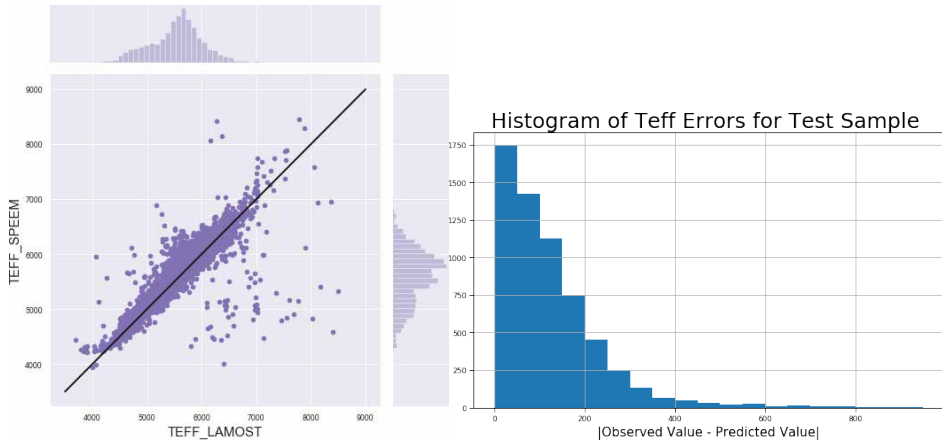 9000
8000
7000
6000
5000
4000
TEFF_SPEEM
4000 5000 6000 7000 8000 9000
TEFF_LAMOST
Histogram of Teff Errors for Test Sample
1750
1500
1250
1000
750
500
250
0
0 200 400 600 800
|Observed Value - Predicted Value|